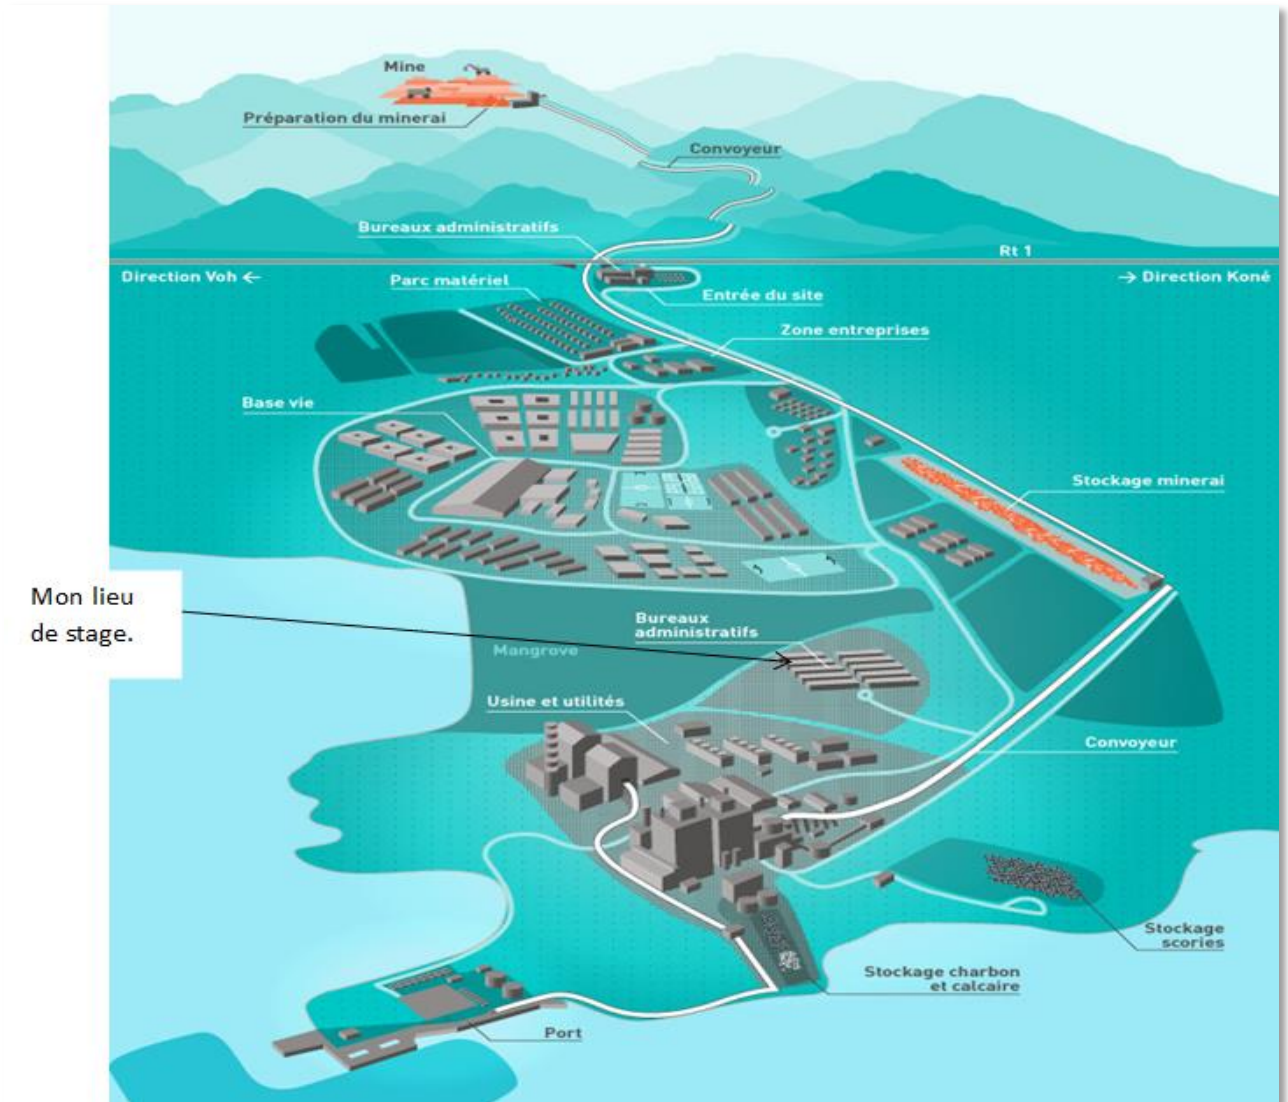 Mine
Préparation du minerai
Convoyeur
Bureaux administratifs
Rt 1
Direction Voh ←
→ Direction Koné
Parc matériel
Entrée du site
Zone entreprises
Base vie
Stockage minerai
Mon lieu
de stage.
Bureaux
administratifs
Mangrove
Usine et utilités
Convoyeur
Stockage
scories
Stockage charbon
et calcaire
Port